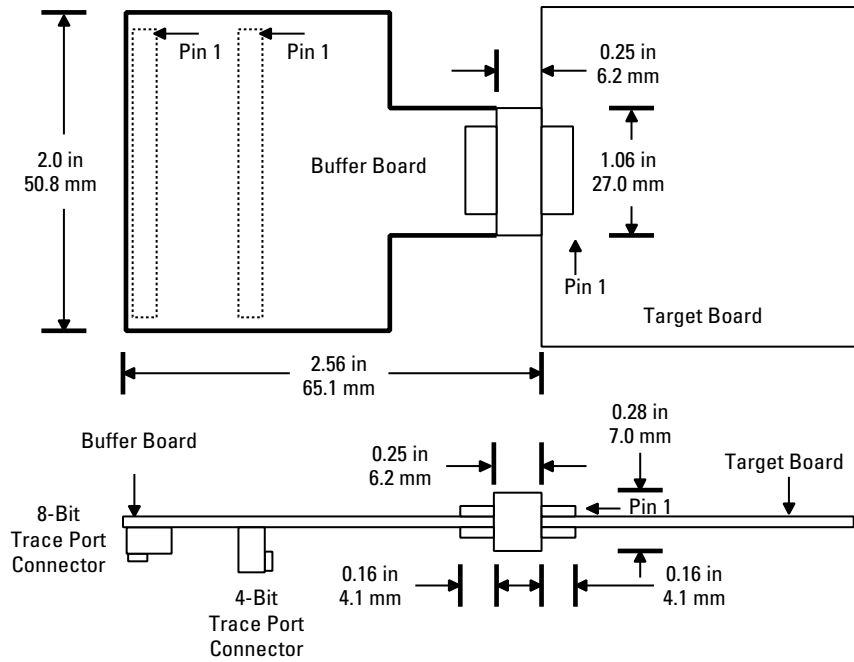 Pin 1
Pin 1
0.25 in
6.2 mm
2.0 in
50.8 mm
Buffer Board
1.06 in
27.0 mm
Pin 1
Target Board
2.56 in
65.1 mm
Buffer Board
0.25 in
6.2 mm
0.28 in
7.0 mm
Target Board
Pin 1
8-Bit
Trace Port
Connector
4-Bit
Trace Port
Connector
0.16 in
4.1 mm
0.16 in
4.1 mm